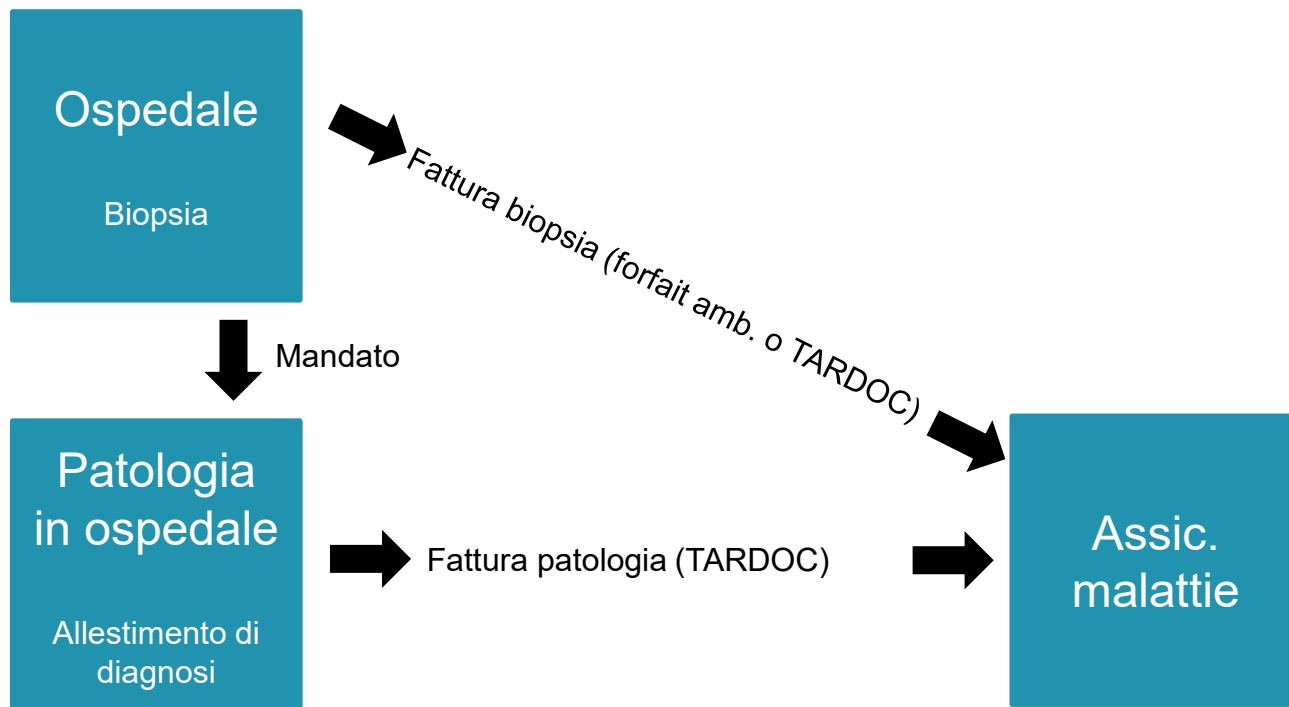 Ospedale
Biopsia
Fattura biopsia (forfait amb. o TARDOC)
Mandato
Patologia
in ospedale
Allestimento di
diagnosi
Fattura patologia (TARDOC)
Assic.
malattie